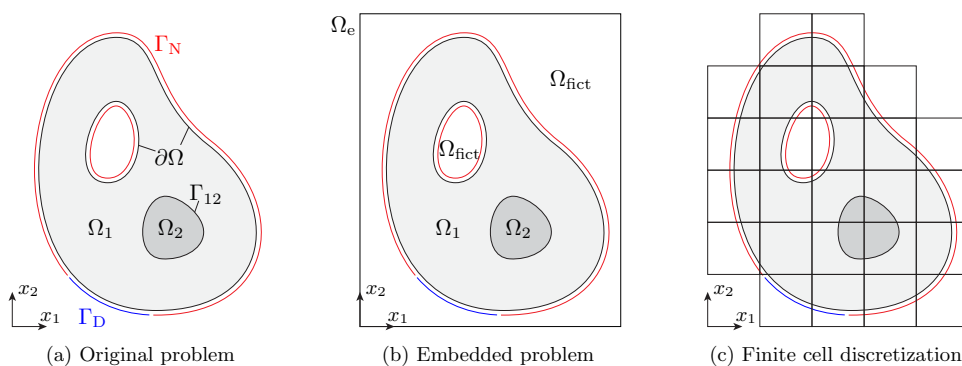 Γ_N
∂Ω
Γ_12
Ω_1
Ω_2
x_2
x_1
Γ_D
(a) Original problem
Ω_e
Ω_fict
Ω_fict
Ω_1
Ω_2
x_2
x_1
(b) Embedded problem
x_2
x_1
(c) Finite cell discretization